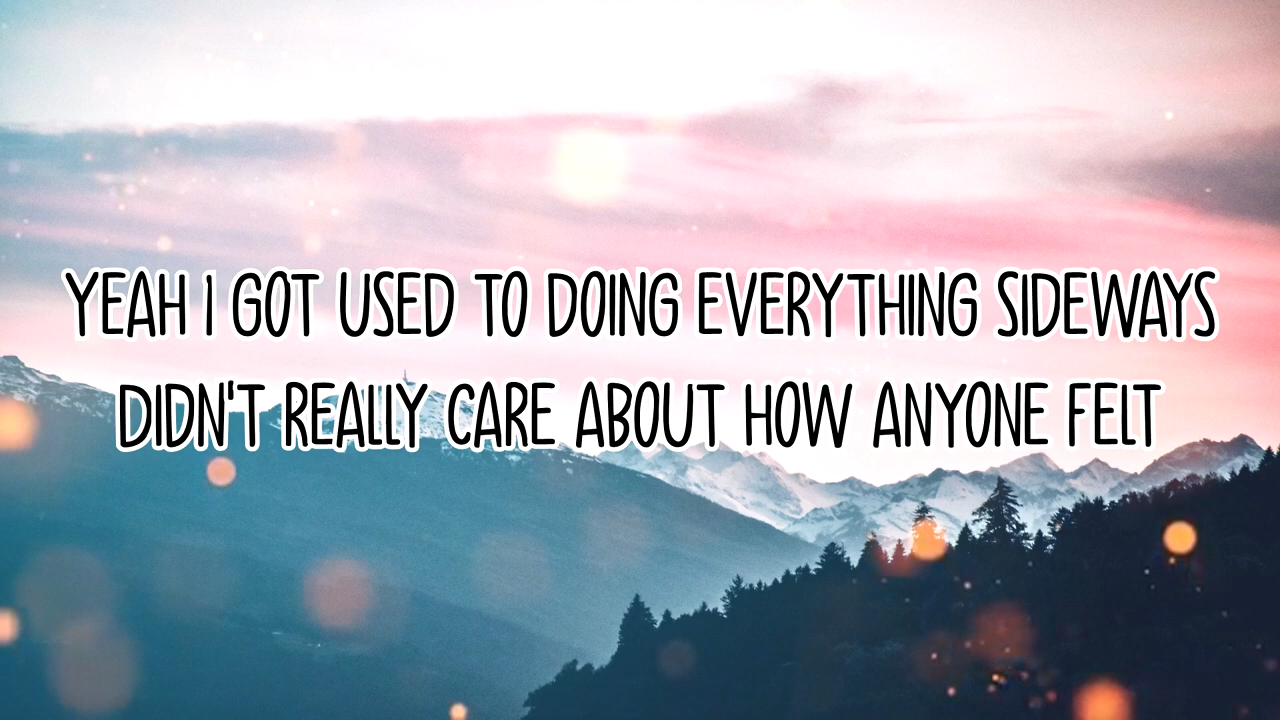 YEAH I GOT USED TO DOING EVERYTHING SIDEWAYS
DIDN'T REALLY CARE ABOUT HOW ANYONE FELT